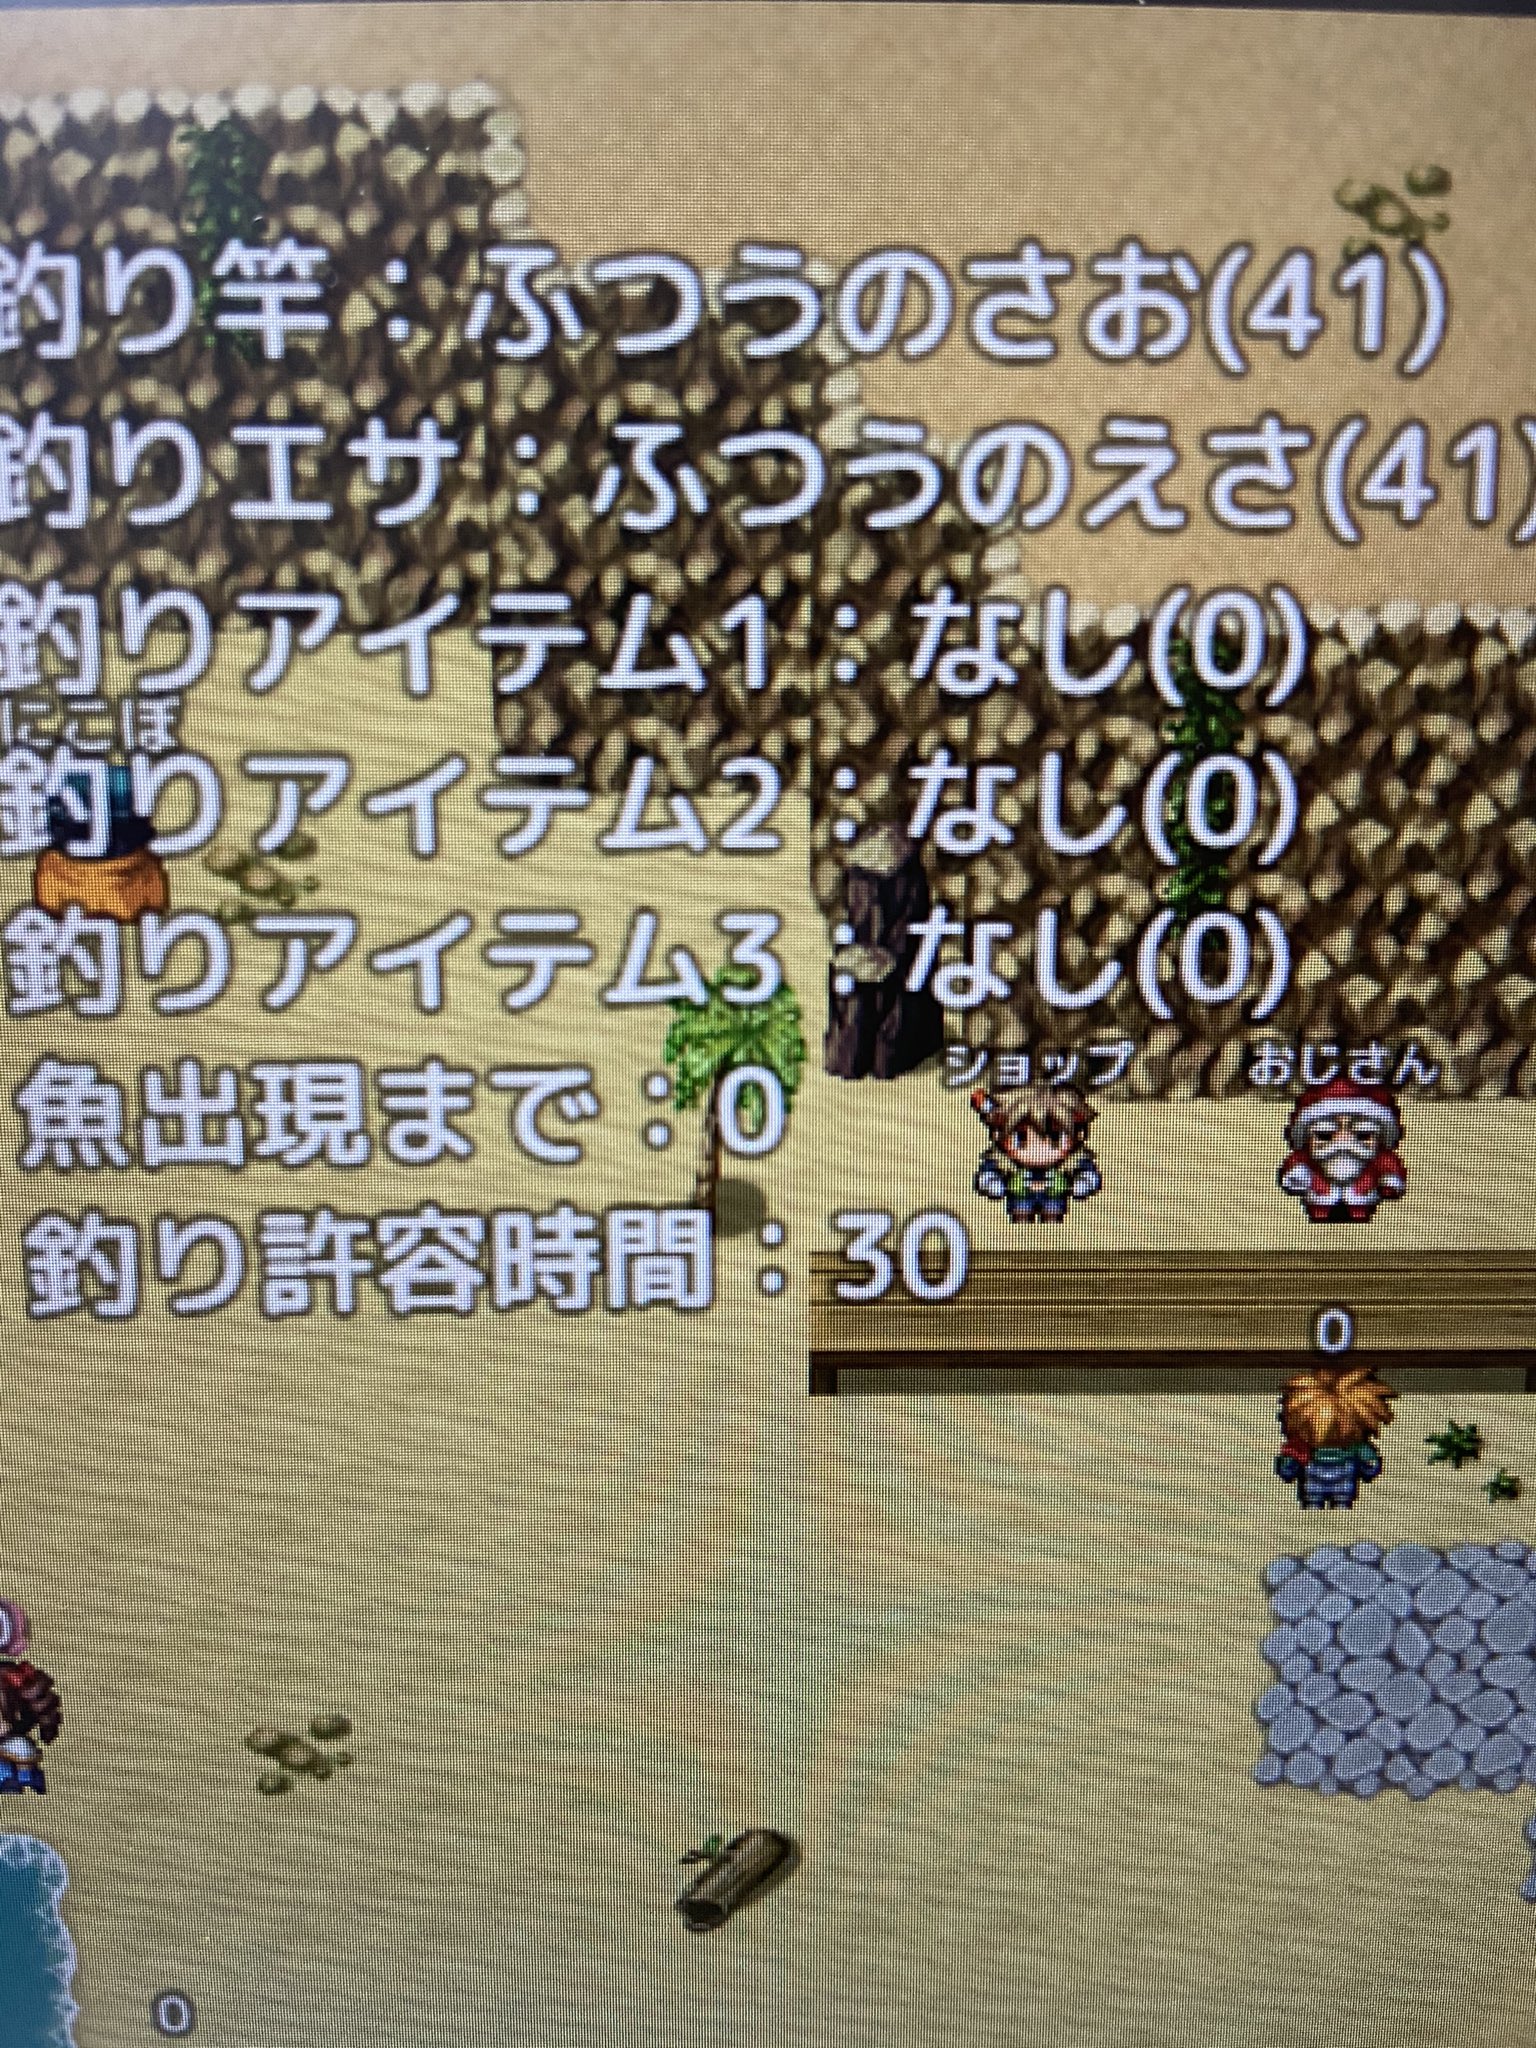 釣り竿：ふつうのさお(41)
釣りエサ：ふつうのえさ(41)
釣りアイテム1：なし(0)
にこぼ
釣りアイテム2：なし(0)
釣りアイテム3：なし(0)
ショップ
おじさん
魚出現まで：0
釣り許容時間：30
0
0